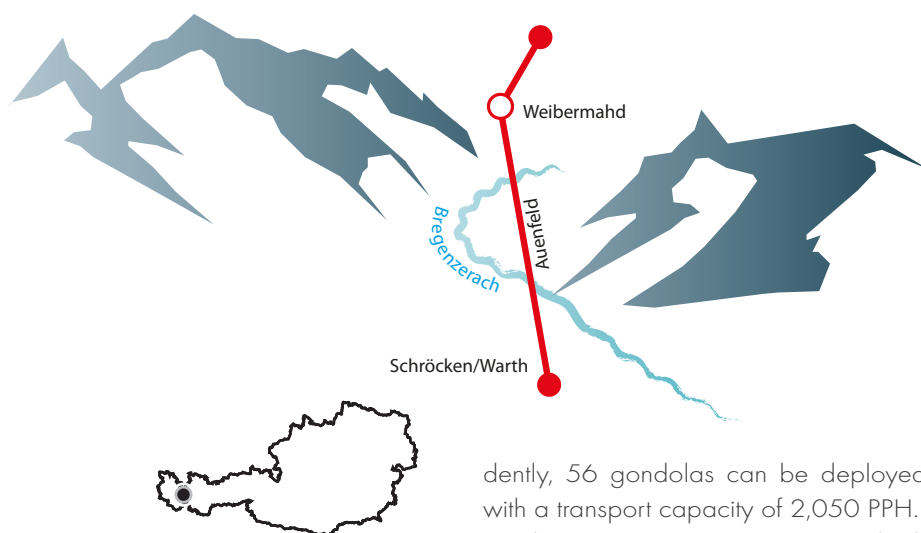 Weibermahd
Auenfeld
Bregenzerach
Schröcken/Warth
dently, 56 gondolas can be deployed
with a transport capacity of 2,050 PPH.